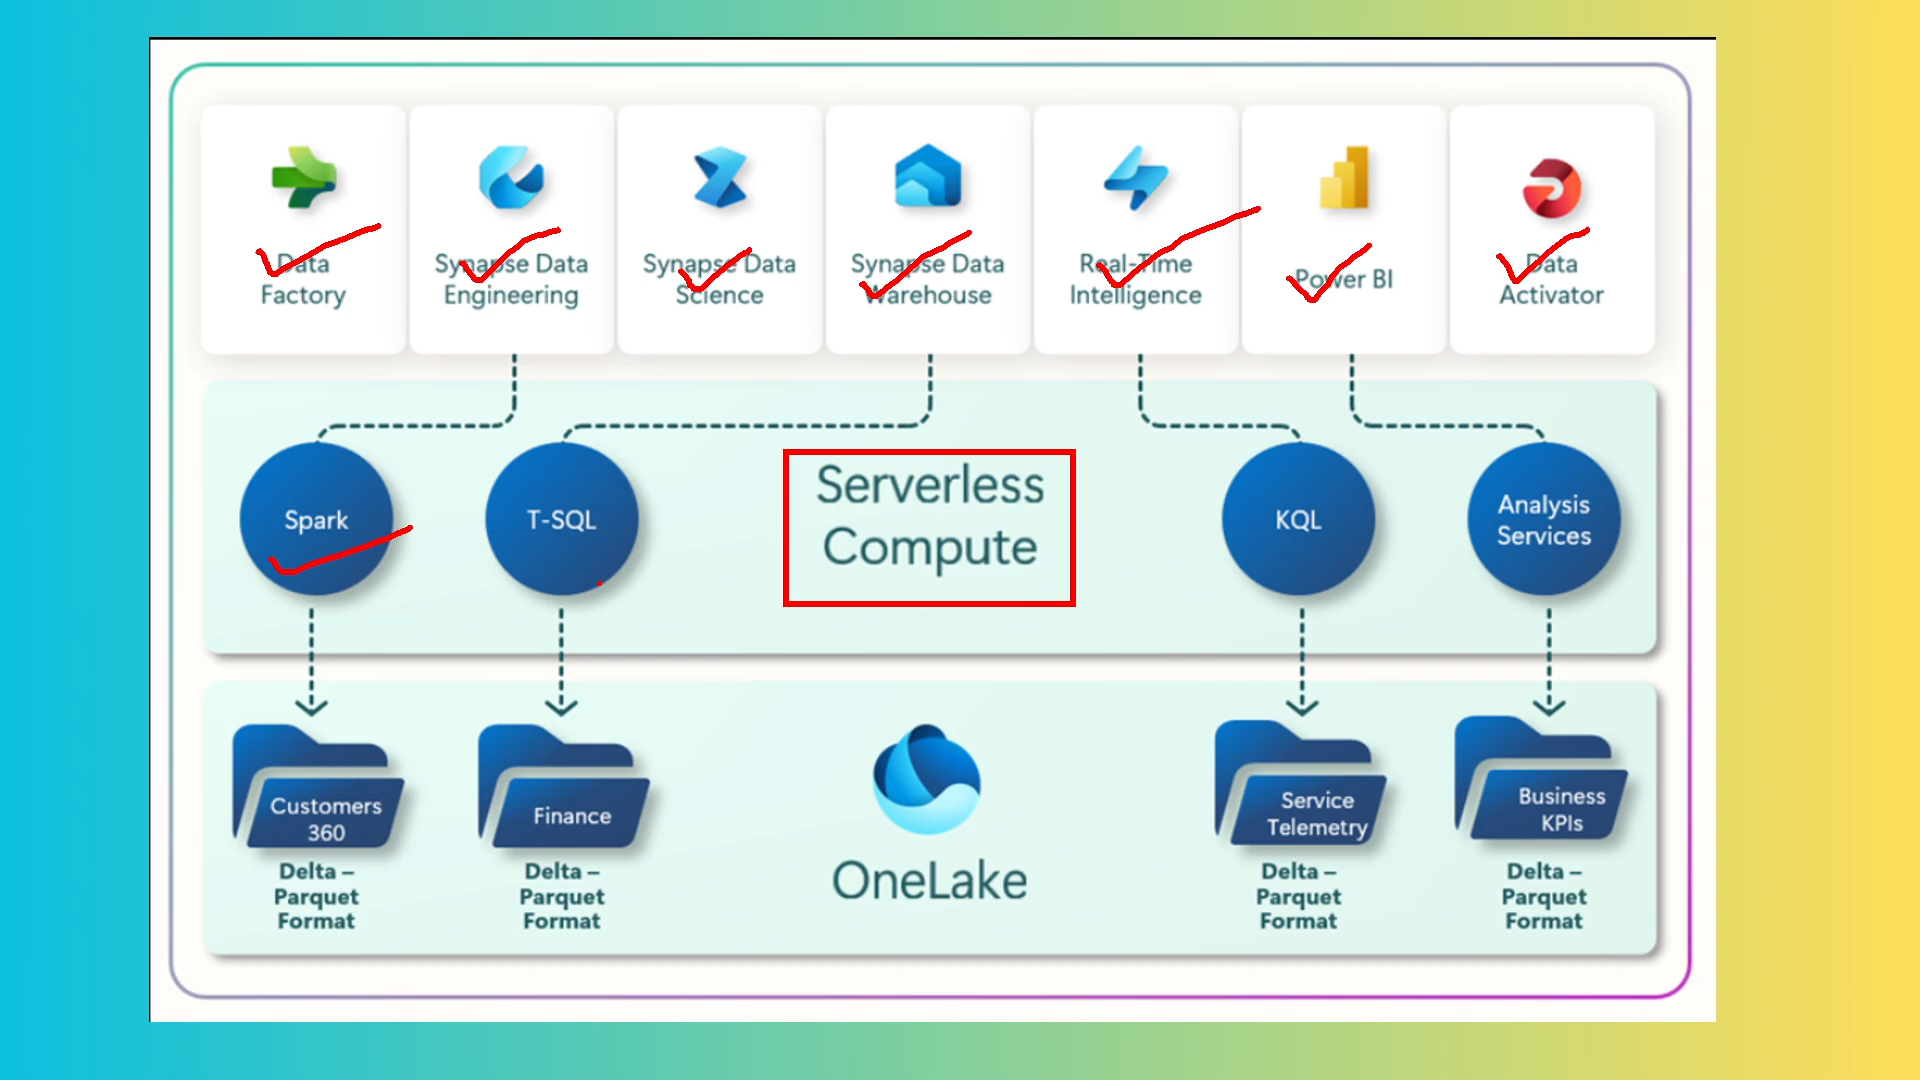 Data
Factory
Synapse Data
Engineering
Synapse Data
Science
Synapse Data
Warehouse
Real-Time
Intelligence
Power BI
Data
Activator
Spark
T-SQL
Serverless
Compute
KQL
Analysis
Services
Customers
360
Finance
Service
Telemetry
Business
KPIs
Delta –
Parquet
Format
Delta –
Parquet
Format
OneLake
Delta –
Parquet
Format
Delta –
Parquet
Format